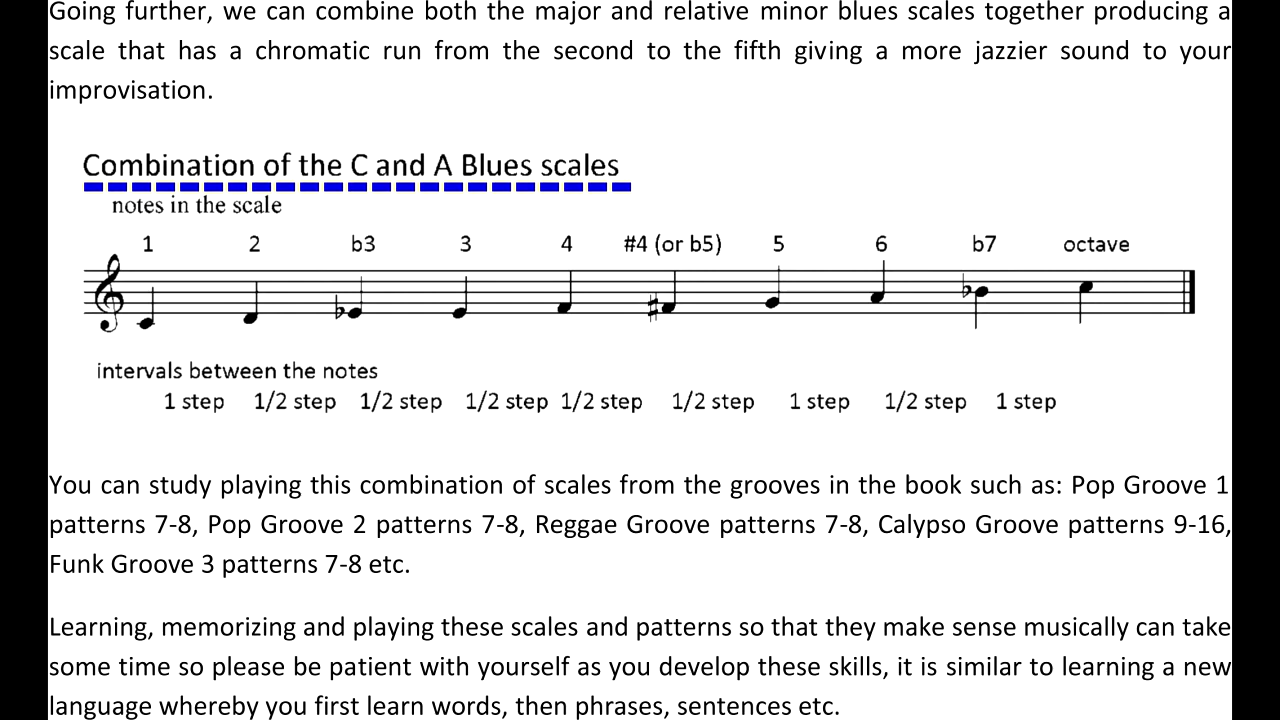 Going further, we can combine both the major and relative minor blues scales together producing a
scale that has a chromatic run from the second to the fifth giving a more jazzier sound to your
improvisation.
Combination of the C and A Blues scales
notes in the scale
1 2 b3 3 4 #4 (or b5) 5 6 b7 octave
intervals between the notes
1 step 1/2 step 1/2 step 1/2 step 1/2 step 1/2 step 1 step 1/2 step 1 step
You can study playing this combination of scales from the grooves in the book such as: Pop Groove 1
patterns 7-8, Pop Groove 2 patterns 7-8, Reggae Groove patterns 7-8, Calypso Groove patterns 9-16,
Funk Groove 3 patterns 7-8 etc.
Learning, memorizing and playing these scales and patterns so that they make sense musically can take
some time so please be patient with yourself as you develop these skills, it is similar to learning a new
language whereby you first learn words, then phrases, sentences etc.